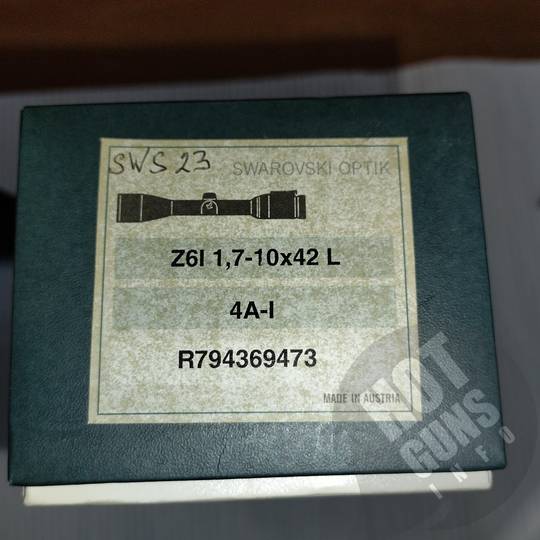 SWS 23
SWAROVSKI OPTIK
Z6I 1,7-10x42 L
4A-I
R794369473
MADE IN AUSTRIA
HOT
GUNS
INFO